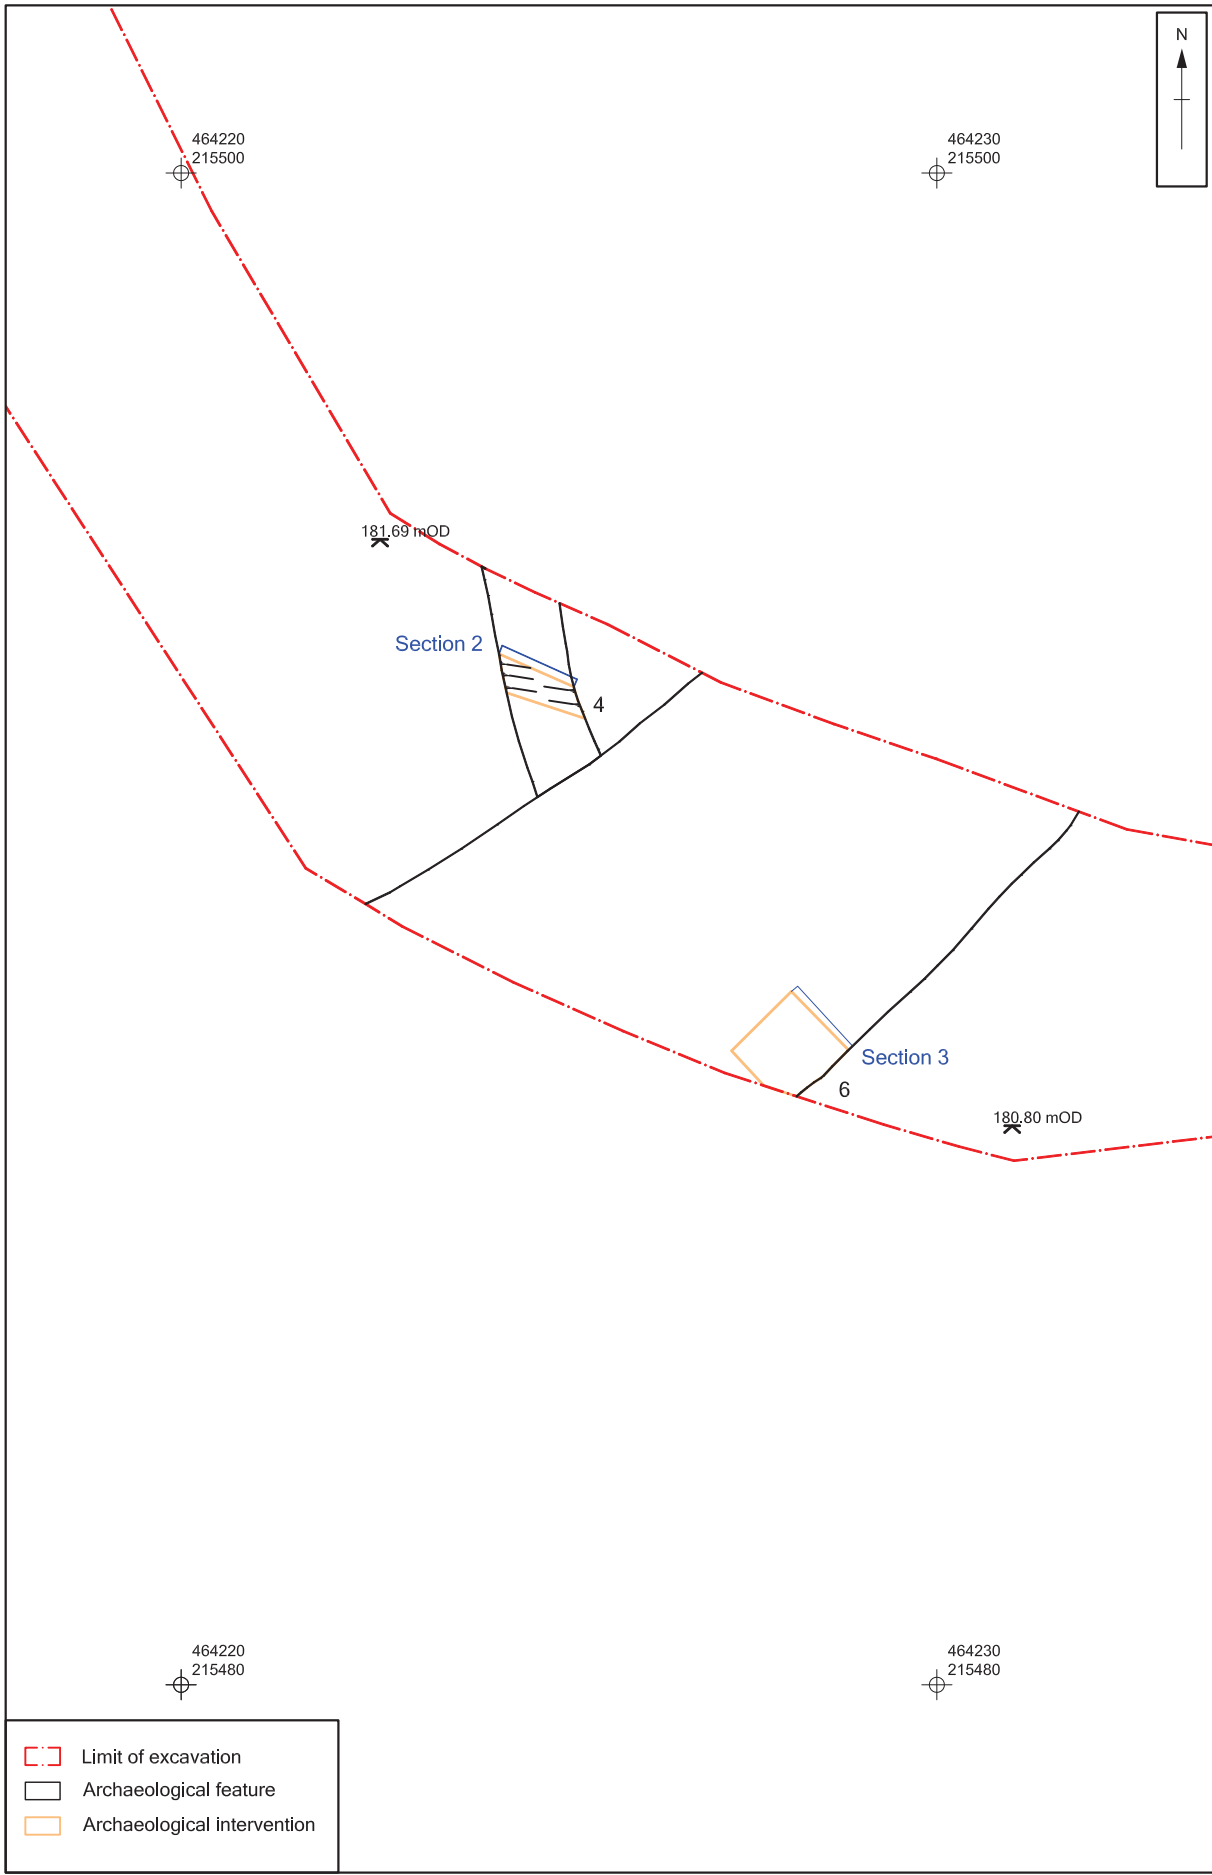 N
464220
215500
464230
215500
181.69 mOD
Section 2
4
Section 3
6
180.80 mOD
464220
215480
464230
215480
Limit of excavation
Archaeological feature
Archaeological intervention